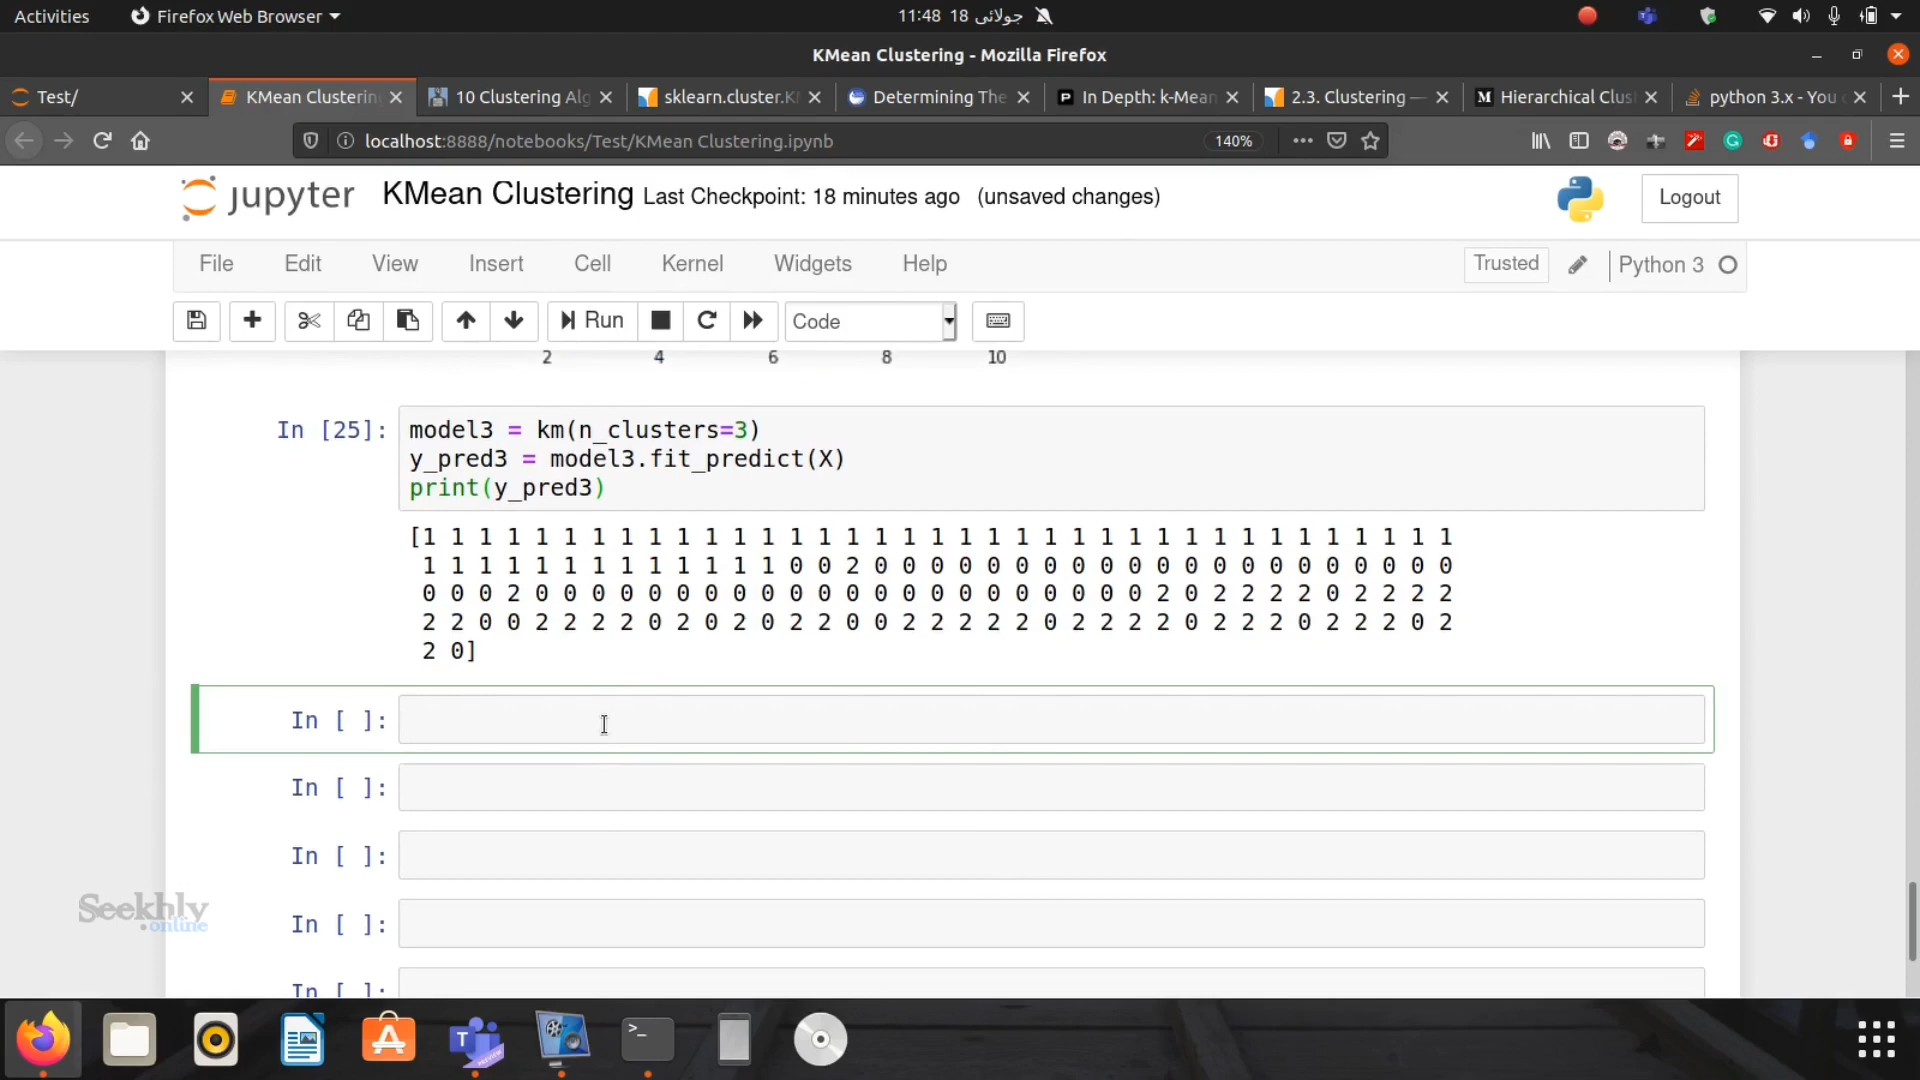 Activities
Firefox Web Browser
11:48 18 جولائی
KMean Clustering - Mozilla Firefox
Test/
KMean Clusterin
10 Clustering Alg
sklearn.cluster.K
Determining The
In Depth: k-Mean
2.3. Clustering —
Hierarchical Clus
python 3.x - You
localhost:8888/notebooks/Test/KMean Clustering.ipynb
140%
jupyter
KMean Clustering Last Checkpoint: 18 minutes ago (unsaved changes)
Logout
File Edit View Insert Cell Kernel Widgets Help
Trusted
Python 3
Run
Code
2 4 6 8 10
In [25]:
model3 = km(n_clusters=3)
y_pred3 = model3.fit_predict(X)
print(y_pred3)
[1 1 1 1 1 1 1 1 1 1 1 1 1 1 1 1 1 1 1 1 1 1 1 1 1 1 1 1 1 1 1 1 1 1 1 1 1
1 1 1 1 1 1 1 1 1 1 1 1 1 0 0 2 0 0 0 0 0 0 0 0 0 0 0 0 0 0 0 0 0 0 0 0 0
0 0 0 2 0 0 0 0 0 0 0 0 0 0 0 0 0 0 0 0 0 0 0 0 0 0 2 0 2 2 2 2 0 2 2 2 2
2 2 0 0 2 2 2 2 0 2 0 2 0 2 2 0 0 2 2 2 2 2 0 2 2 2 2 0 2 2 2 0 2 2 2 0 2
2 0]
In [ ]:
In [ ]:
In [ ]:
In [ ]:
In [ ]:
Seekhly
.online